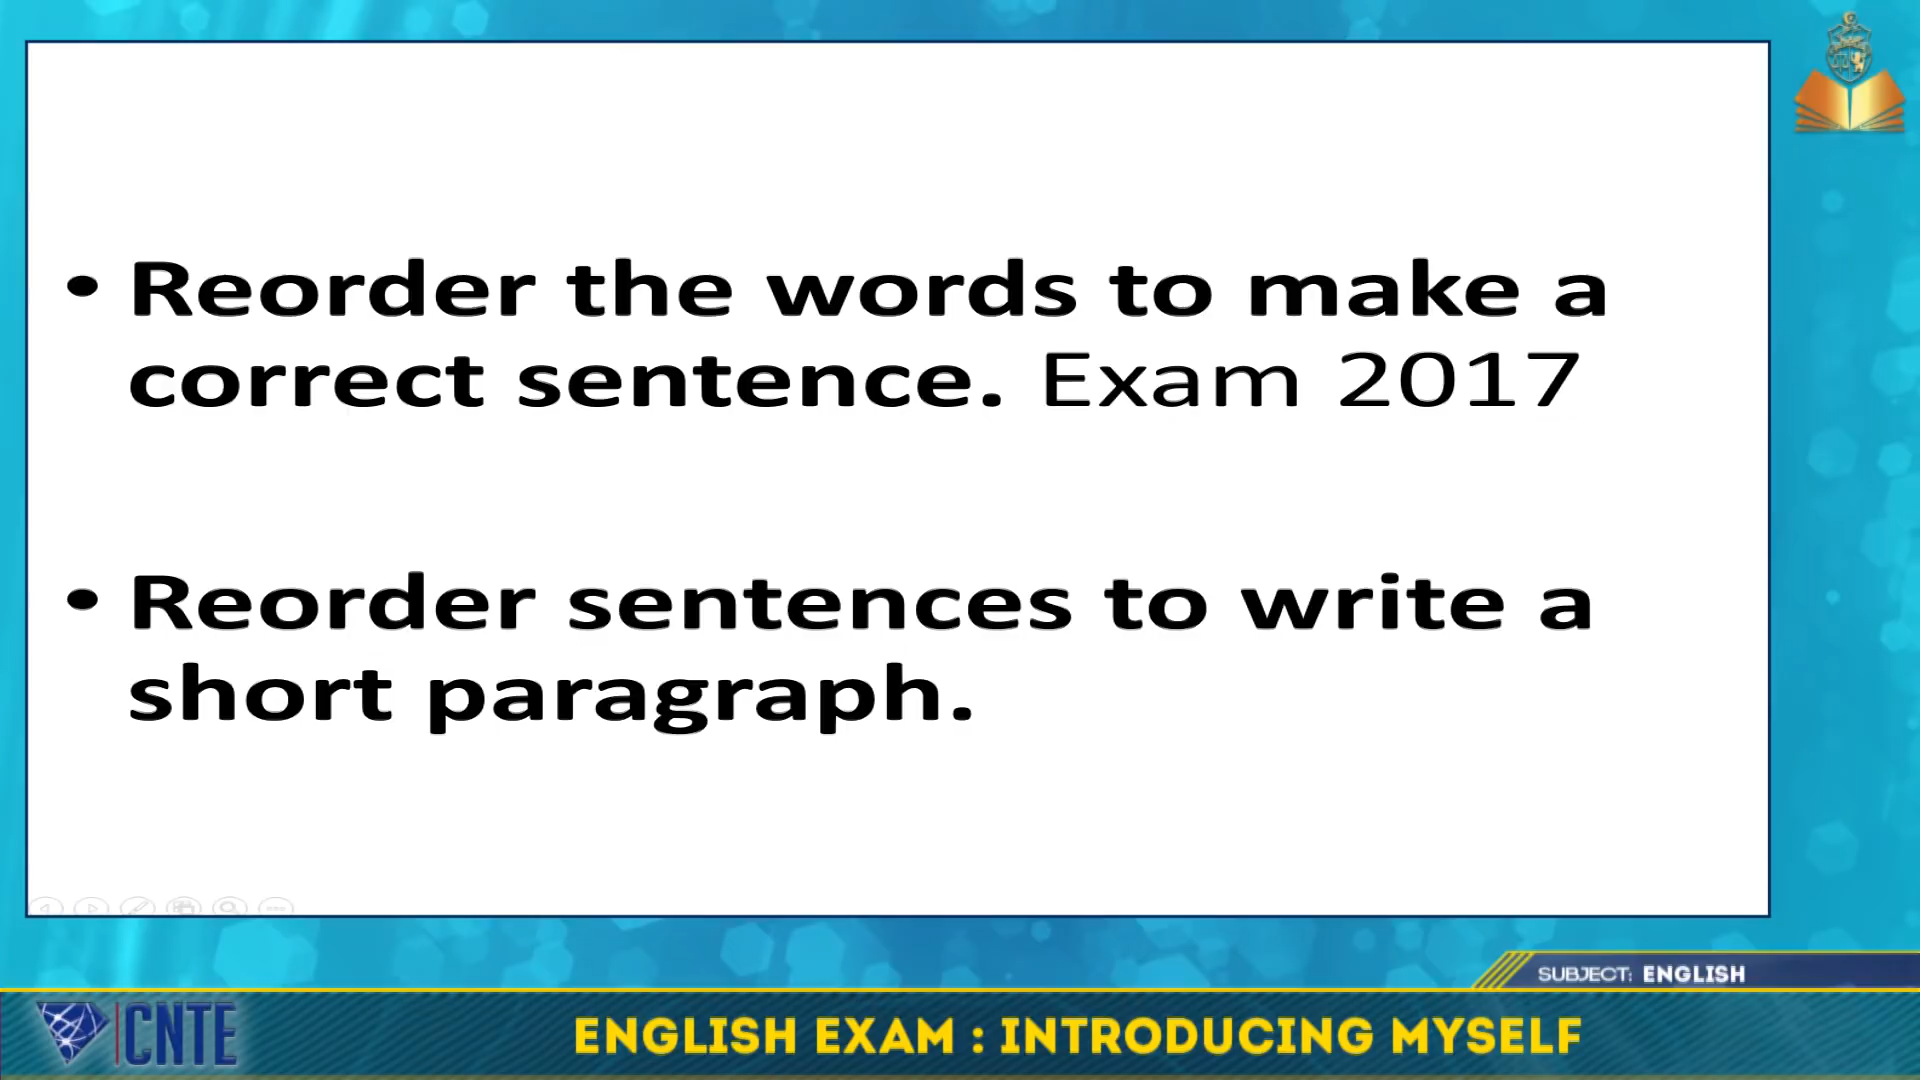 • Reorder the words to make a
correct sentence. Exam 2017
• Reorder sentences to write a
short paragraph.
SUBJECT: ENGLISH
CNTE
ENGLISH EXAM : INTRODUCING MYSELF